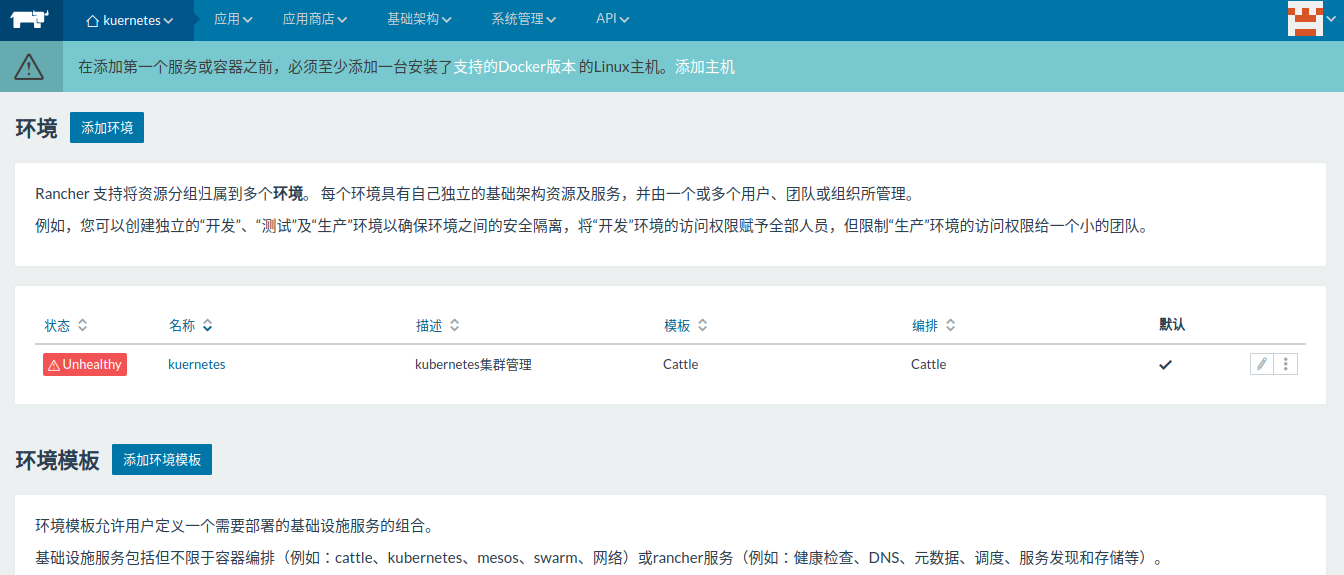 kuernetes 应用 应用商店 基础架构 系统管理 API
在添加第一个服务或容器之前，必须至少添加一台安装了支持的Docker版本 的Linux主机。添加主机
环境 添加环境
Rancher 支持将资源分组归属到多个环境。 每个环境具有自己独立的基础架构资源及服务，并由一个或多个用户、团队或组织所管理。
例如，您可以创建独立的“开发”、“测试”及“生产”环境以确保环境之间的安全隔离，将“开发”环境的访问权限赋予全部人员，但限制“生产”环境的访问权限给一个小的团队。
状态 名称 描述 模板 编排 默认
Unhealthy kuernetes kubernetes集群管理 Cattle Cattle
环境模板 添加环境模板
环境模板允许用户定义一个需要部署的基础设施服务的组合。
基础设施服务包括但不限于容器编排（例如：cattle、kubernetes、mesos、swarm、网络）或rancher服务（例如：健康检查、DNS、元数据、调度、服务发现和存储等）。